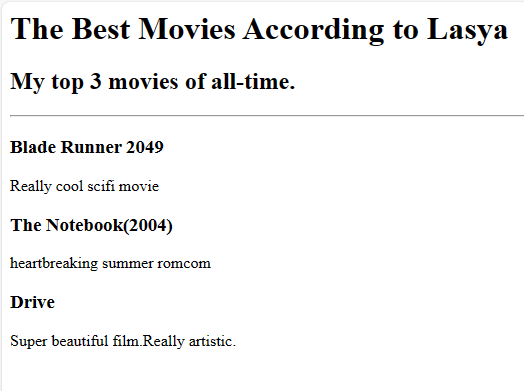 The Best Movies According to Lasya
My top 3 movies of all-time.
Blade Runner 2049
Really cool scifi movie
The Notebook(2004)
heartbreaking summer romcom
Drive
Super beautiful film.Really artistic.